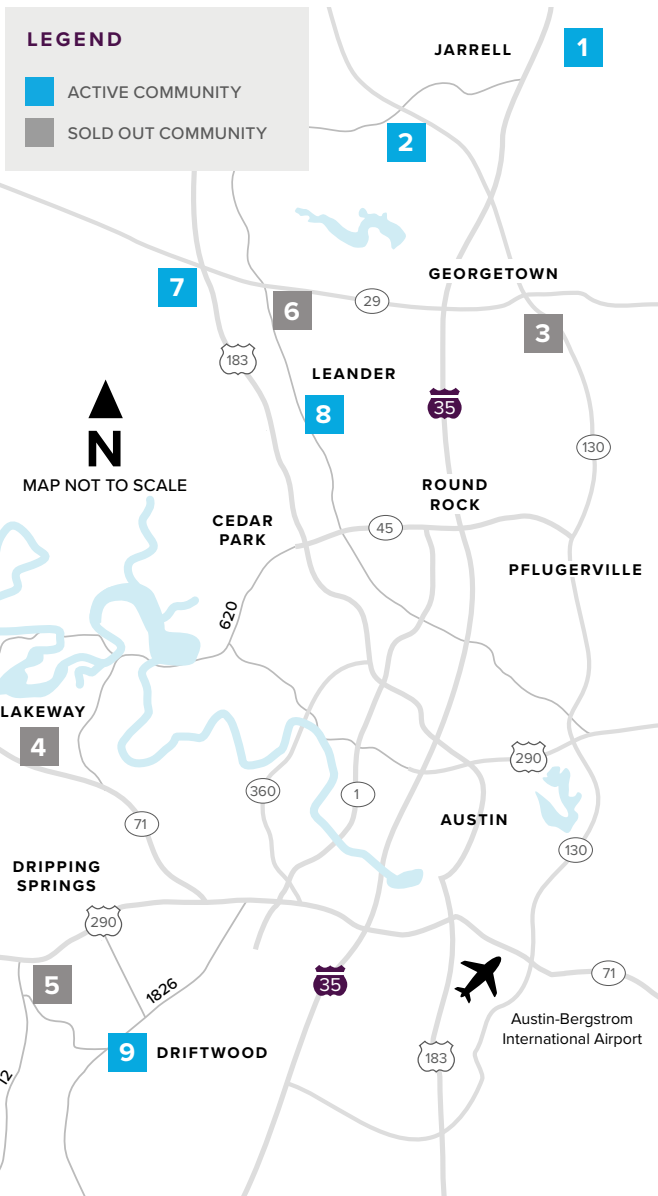 LEGEND
ACTIVE COMMUNITY
SOLD OUT COMMUNITY
JARRELL
1
2
GEORGETOWN
7
6
29
3
183
LEANDER
8
35
130
N
MAP NOT TO SCALE
ROUND
ROCK
CEDAR
PARK
45
PFLUGERVILLE
620
LAKEWAY
4
290
360
1
71
AUSTIN
130
DRIPPING
SPRINGS
290
5
1826
35
71
Austin-Bergstrom
International Airport
9
DRIFTWOOD
183
12